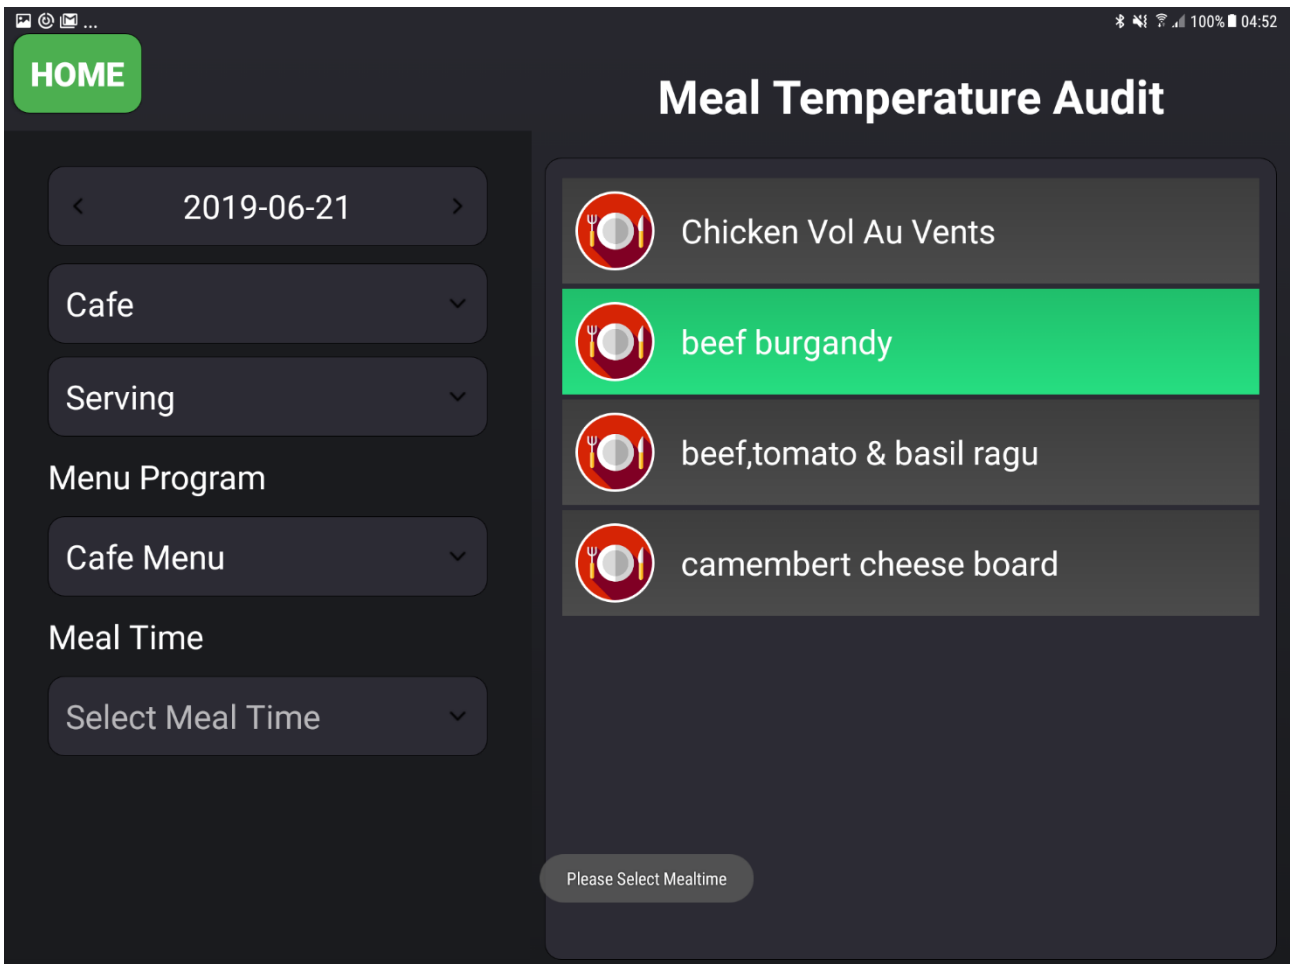 ... 100% 04:52
HOME
Meal Temperature Audit
2019-06-21
Cafe
Serving
Menu Program
Cafe Menu
Meal Time
Select Meal Time
Chicken Vol Au Vents
beef burgandy
beef,tomato & basil ragu
camembert cheese board
Please Select Mealtime